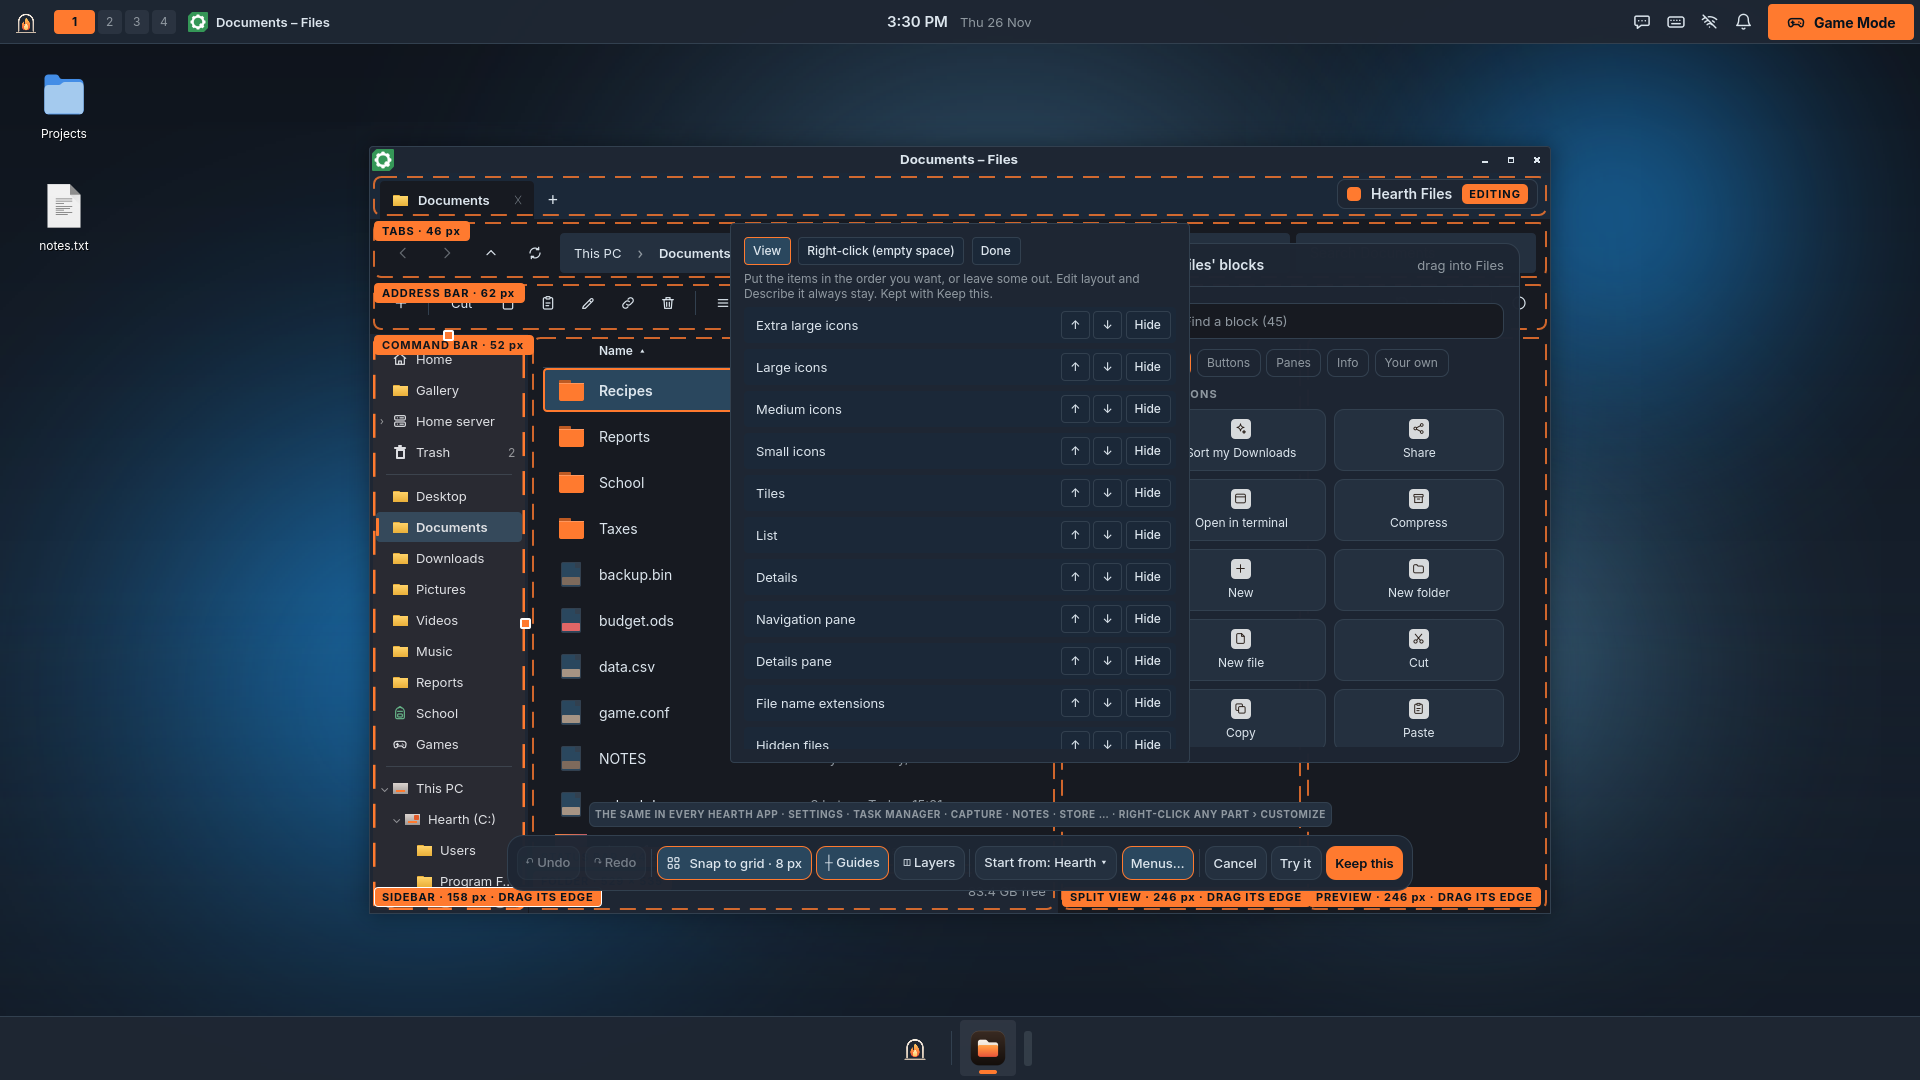 1 2 3 4 Documents – Files 3:30 PM Thu 26 Nov Game Mode
Projects
notes.txt
Documents – Files
Documents X + Hearth Files EDITING
TABS · 46 px
This PC › Documents
ADDRESS BAR · 62 px
Cut
COMMAND BAR · 52 px
Home
Gallery
Home server
Trash 2
Desktop
Documents
Downloads
Pictures
Videos
Music
Reports
School
Games
This PC
Hearth (C:)
Users
Program F...
SIDEBAR · 158 px · DRAG ITS EDGE
Name
Recipes
Reports
School
Taxes
backup.bin
budget.ods
data.csv
game.conf
NOTES
View Right-click (empty space) Done
Put the items in the order you want, or leave some out. Edit layout and
Describe it always stay. Kept with Keep this.
Extra large icons Hide
Large icons Hide
Medium icons Hide
Small icons Hide
Tiles Hide
List Hide
Details Hide
Navigation pane Hide
Details pane Hide
File name extensions Hide
Hidden files Hide
blocks drag into Files
Find a block (45)
Buttons Panes Info Your own
Sort my Downloads Share
Open in terminal Compress
New New folder
New file Cut
Copy Paste
THE SAME IN EVERY HEARTH APP · SETTINGS · TASK MANAGER · CAPTURE · NOTES · STORE ... · RIGHT-CLICK ANY PART › CUSTOMIZE
Undo Redo Snap to grid · 8 px Guides Layers Start from: Hearth Menus... Cancel Try it Keep this
83.4 GB free
SPLIT VIEW · 246 px · DRAG ITS EDGE PREVIEW · 246 px · DRAG ITS EDGE